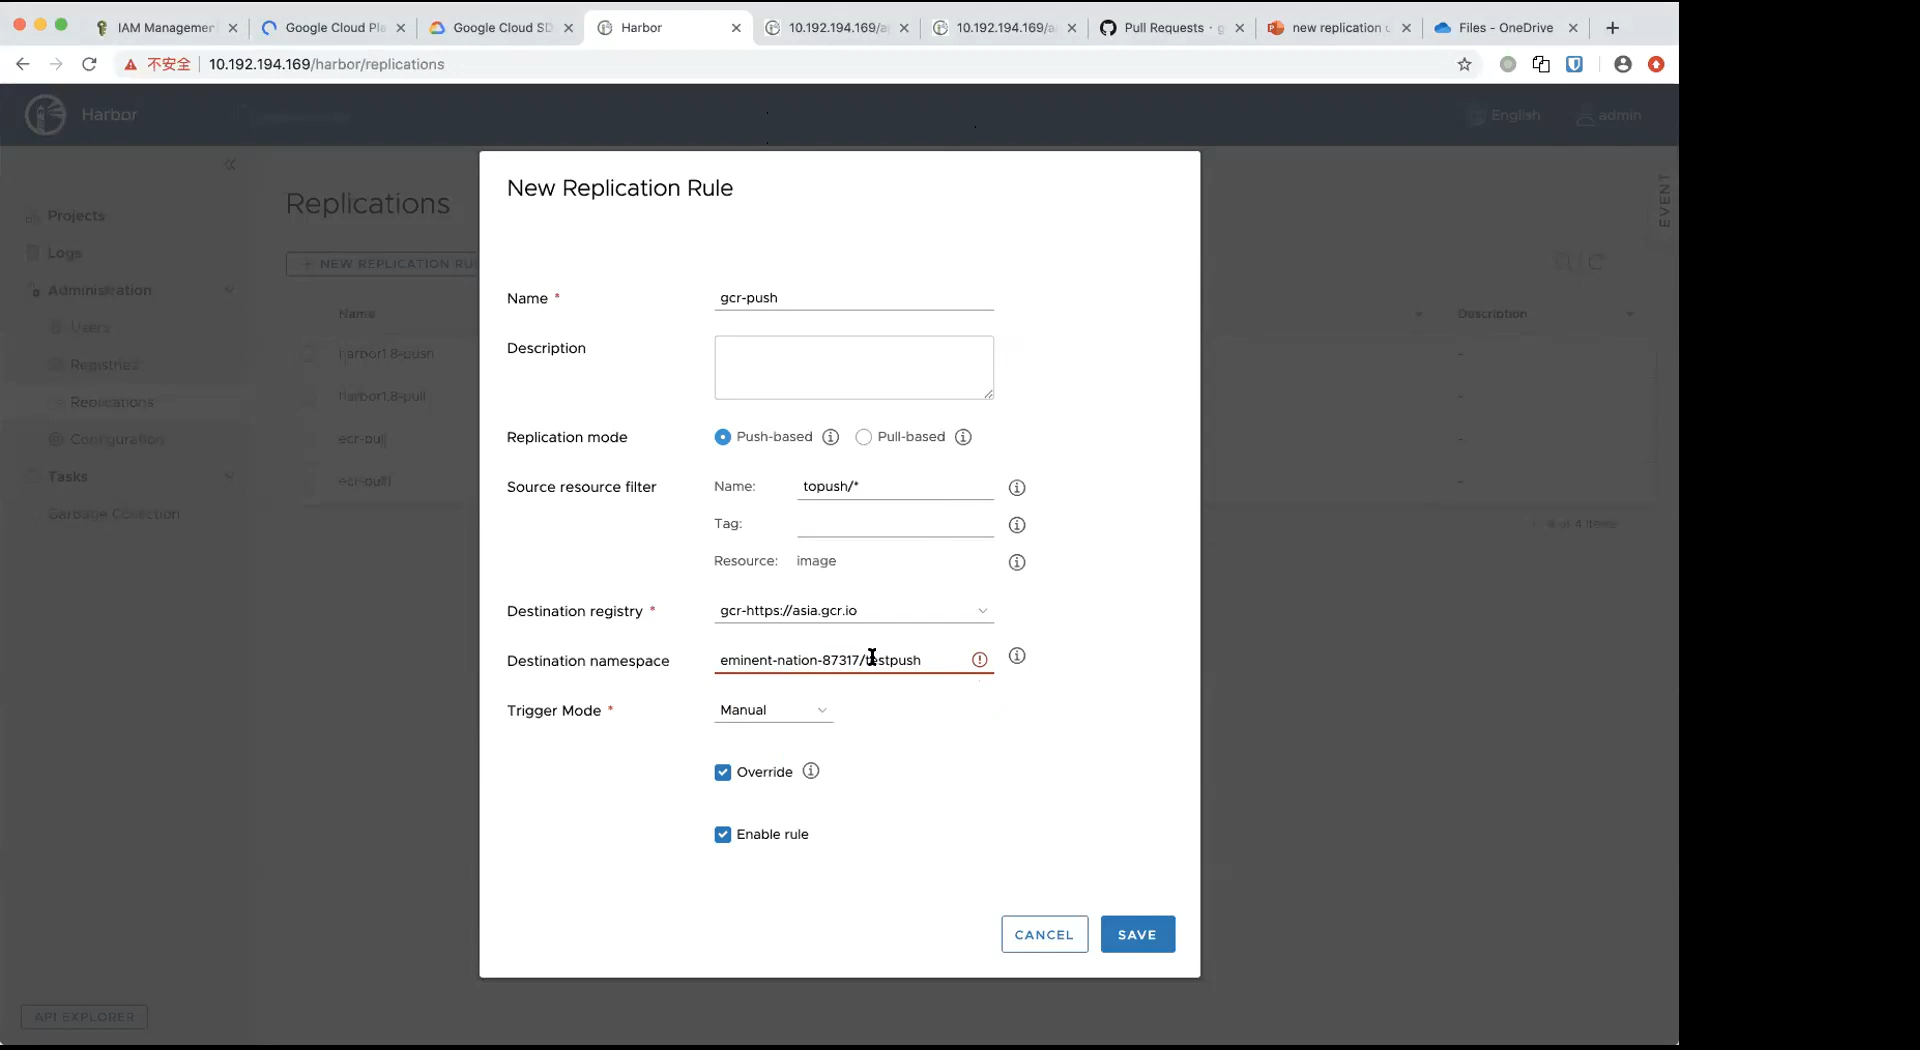 IAM Managemen
Google Cloud Pla
Google Cloud SD
Harbor
10.192.194.169/a
10.192.194.169/a
Pull Requests · g
new replication o
Files - OneDrive
不安全 10.192.194.169/harbor/replications
Harbor
English
admin
New Replication Rule
EVENT
Replications
Projects
Logs
Administration
Users
Registries
Replications
Configuration
Tasks
Garbage Collection
API EXPLORER
+ NEW REPLICATION RU
Name
Description
harbor1.8-push
-
harbor1.8-pull
-
ecr-pull
ecr-pull1
-
of 4 items
Name *
gcr-push
Description
Replication mode
Push-based
Pull-based
Source resource filter
Name: topush/*
Tag:
Resource: image
Destination registry *
gcr-https://asia.gcr.io
Destination namespace
eminent-nation-87317/testpush
Trigger Mode *
Manual
Override
Enable rule
CANCEL
SAVE